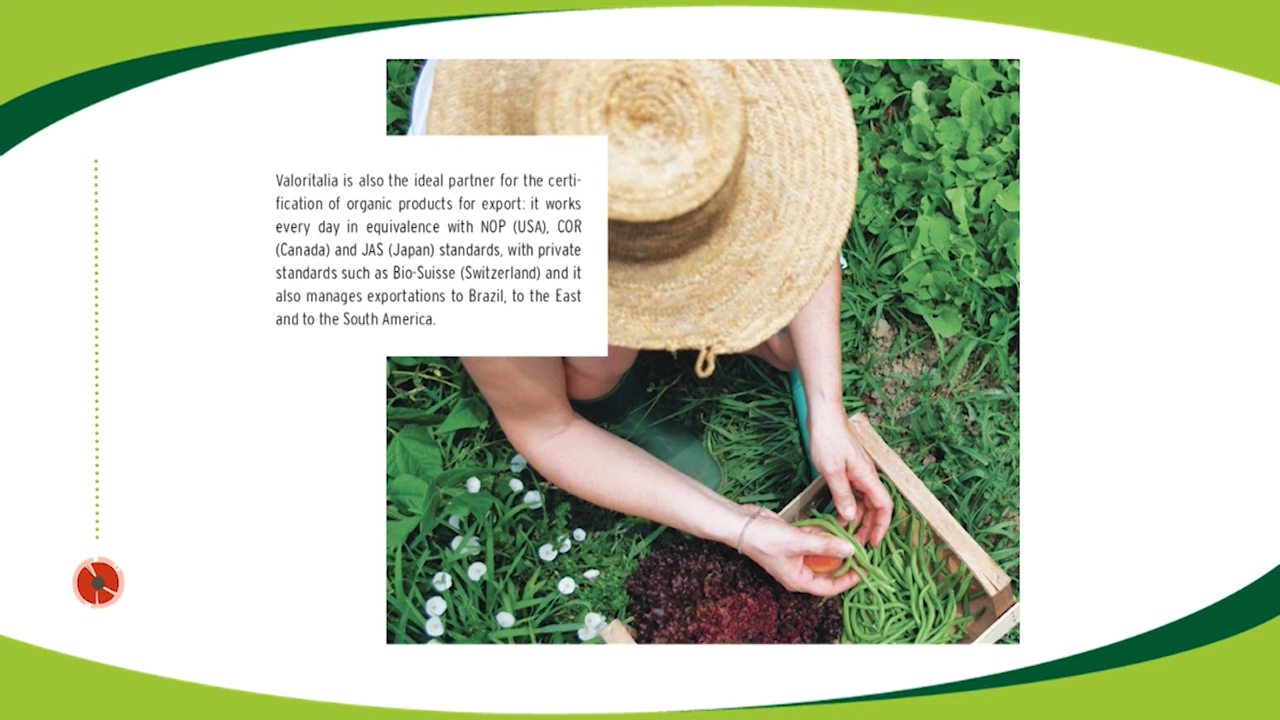 Valoritalia is also the ideal partner for the certi-
fication of organic products for export: it works
every day in equivalence with NOP (USA), COR
(Canada) and JAS (Japan) standards, with private
standards such as Bio-Suisse (Switzerland) and it
also manages exportations to Brazil, to the East
and to the South America.